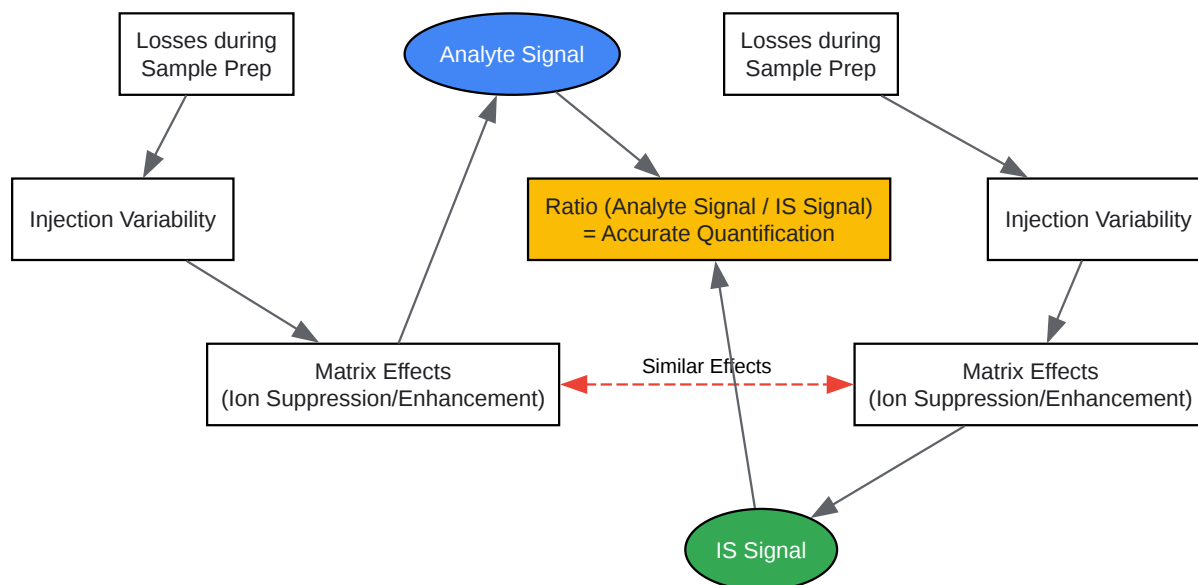 Losses during
Sample Prep
Analyte Signal
Losses during
Sample Prep
Injection Variability
Ratio (Analyte Signal / IS Signal)
= Accurate Quantification
Injection Variability
Matrix Effects
(Ion Suppression/Enhancement)
Similar Effects
Matrix Effects
(Ion Suppression/Enhancement)
IS Signal